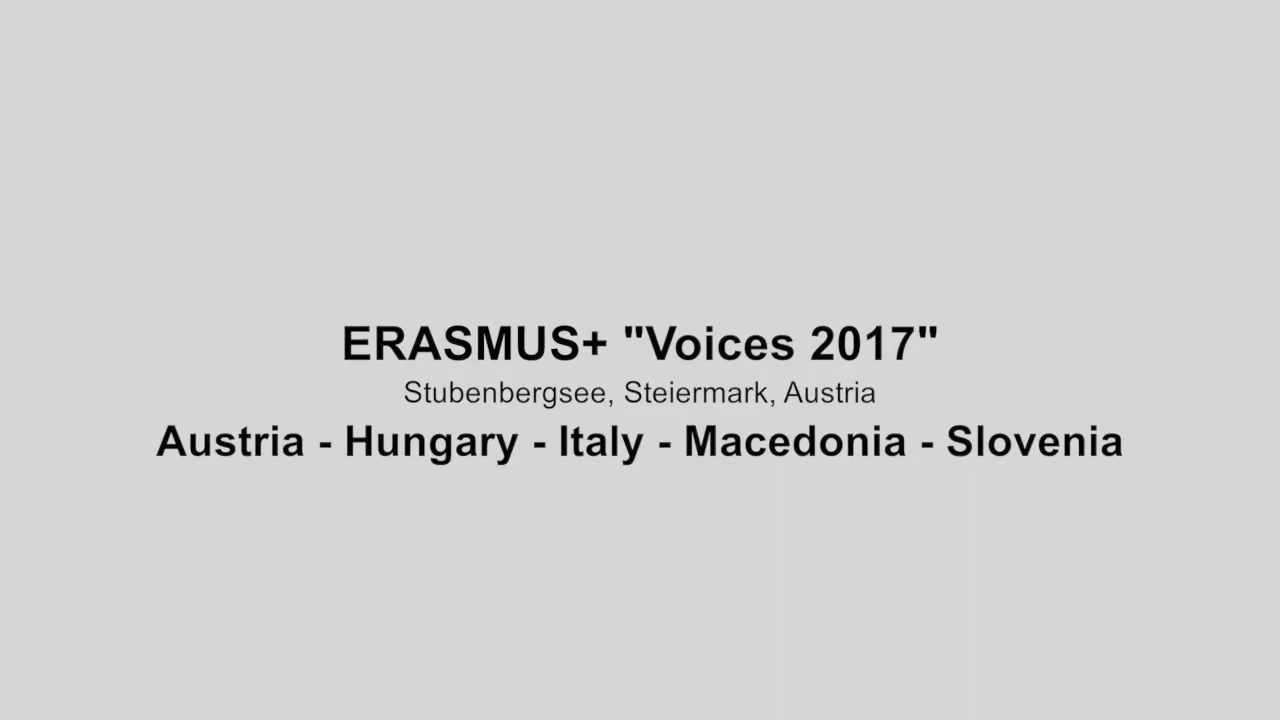 ERASMUS+ "Voices 2017"
Stubenbergsee, Steiermark, Austria
Austria - Hungary - Italy - Macedonia - Slovenia